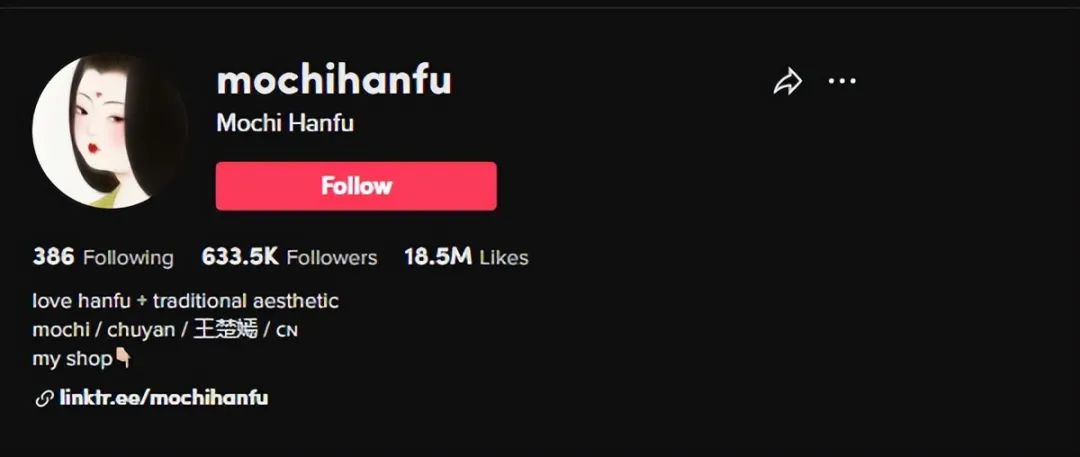 mochihanfu
Mochi Hanfu
Follow
386 Following 633.5K Followers 18.5M Likes
love hanfu + traditional aesthetic
mochi / chuyan / 王楚嫣 / CN
my shop👇🏼
linktr.ee/mochihanfu